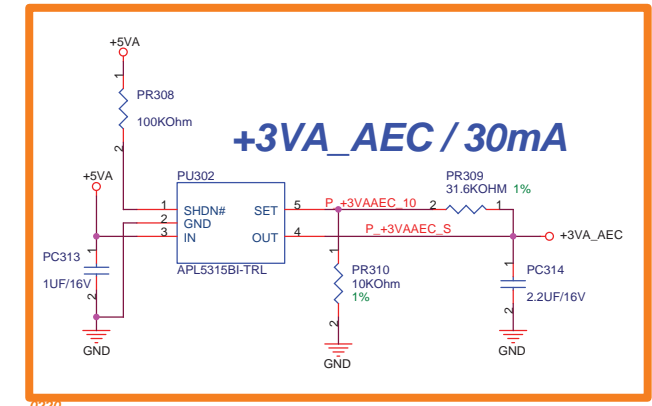 +5VA
1
PR308
100KOhm
2
+3VA_AEC / 30mA
+5VA
PU302
1 SHDN# SET 5 P_+3VAAEC_10 2 PR309 1
31.6KOHM 1%
2 GND
3 IN OUT 4 P_+3VAAEC_S +3VA_AEC
APL5315BI-TRL
1
PC313
1UF/16V
2
GND
1
PR310
10KOhm
1%
2
GND
1
PC314
2.2UF/16V
2
GND